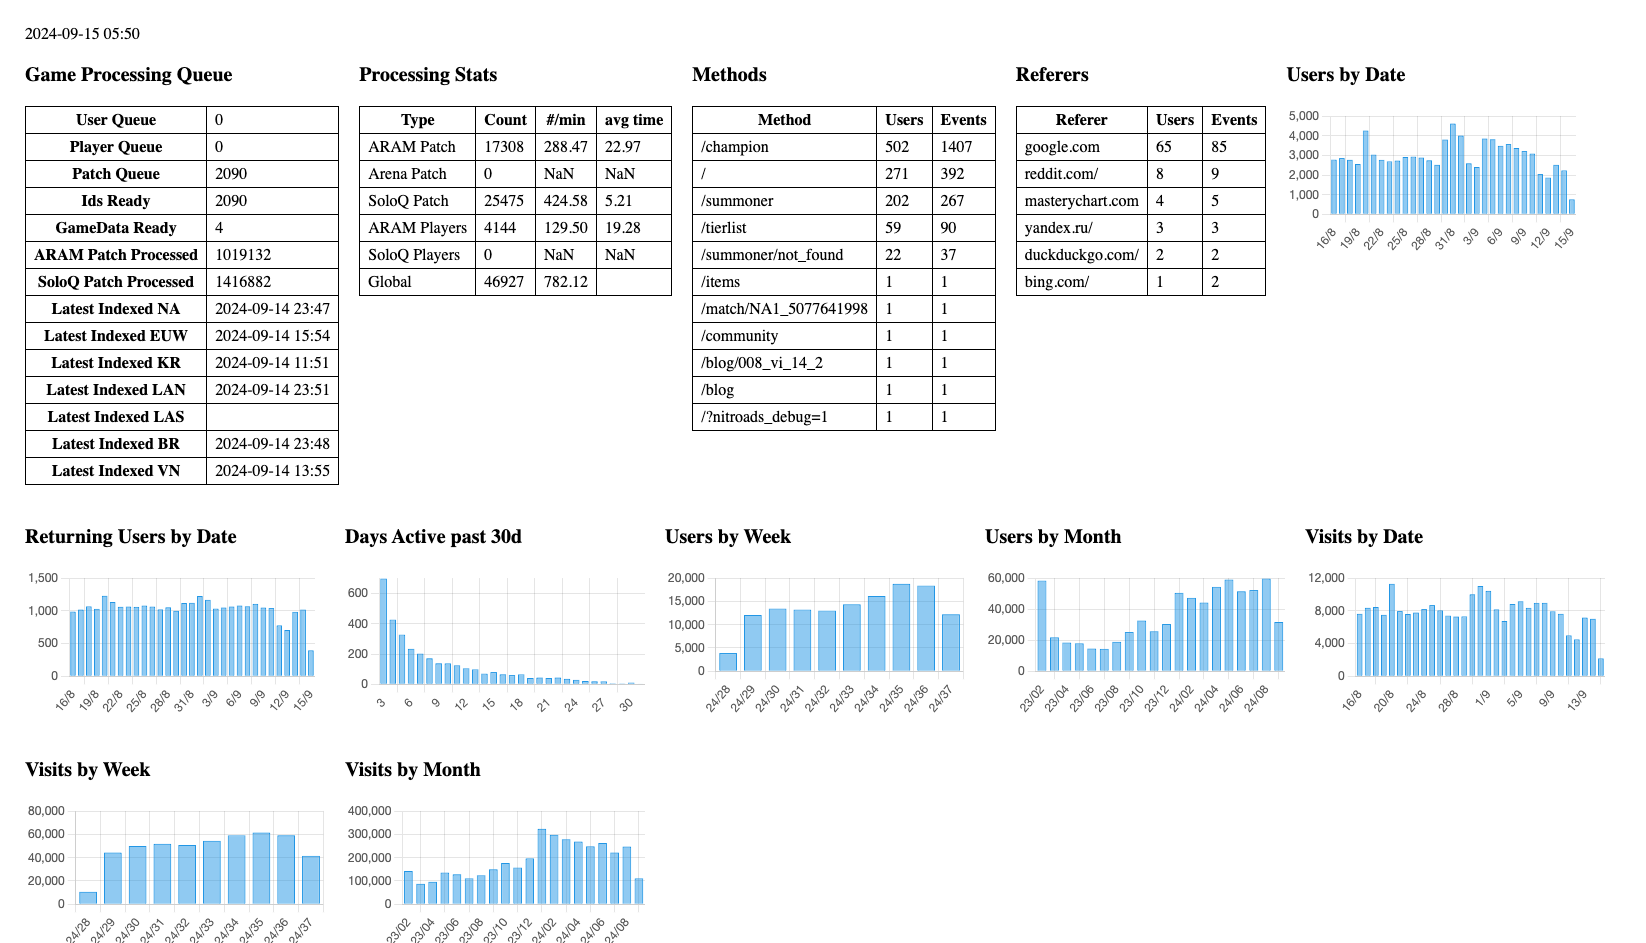 2024-09-15 05:50
Game Processing Queue
User Queue 0
Player Queue 0
Patch Queue 2090
Ids Ready 2090
GameData Ready 4
ARAM Patch Processed 1019132
SoloQ Patch Processed 1416882
Latest Indexed NA 2024-09-14 23:47
Latest Indexed EUW 2024-09-14 15:54
Latest Indexed KR 2024-09-14 11:51
Latest Indexed LAN 2024-09-14 23:51
Latest Indexed LAS
Latest Indexed BR 2024-09-14 23:48
Latest Indexed VN 2024-09-14 13:55
Processing Stats
Type Count #/min avg time
ARAM Patch 17308 288.47 22.97
Arena Patch 0 NaN NaN
SoloQ Patch 25475 424.58 5.21
ARAM Players 4144 129.50 19.28
SoloQ Players 0 NaN NaN
Global 46927 782.12
Methods
Method Users Events
/champion 502 1407
/ 271 392
/summoner 202 267
/tierlist 59 90
/summoner/not_found 22 37
/items 1 1
/match/NA1_5077641998 1 1
/community 1 1
/blog/008_vi_14_2 1 1
/blog 1 1
/?nitroads_debug=1 1 1
Referers
Referer Users Events
google.com 65 85
reddit.com/ 8 9
masterychart.com 4 5
yandex.ru/ 3 3
duckduckgo.com/ 2 2
bing.com/ 1 2
Users by Date
5,000
4,000
3,000
2,000
1,000
0
16/8 19/8 22/8 25/8 28/8 31/8 3/9 6/9 9/9 12/9 15/9
Returning Users by Date
1,500
1,000
500
0
16/8 19/8 22/8 25/8 28/8 31/8 3/9 6/9 9/9 12/9 15/9
Days Active past 30d
600
400
200
0
3 6 9 12 15 18 21 24 27 30
Users by Week
20,000
15,000
10,000
5,000
0
24/28 24/29 24/30 24/31 24/32 24/33 24/34 24/35 24/36 24/37
Users by Month
60,000
40,000
20,000
0
23/02 23/04 23/06 23/08 23/10 23/12 24/02 24/04 24/06 24/08
Visits by Date
12,000
8,000
4,000
0
16/8 20/8 24/8 28/8 1/9 5/9 9/9 13/9
Visits by Week
80,000
60,000
40,000
20,000
0
24/28 24/29 24/30 24/31 24/32 24/33 24/34 24/35 24/36 24/37
Visits by Month
400,000
300,000
200,000
100,000
0
23/02 23/04 23/06 23/08 23/10 23/12 24/02 24/04 24/06 24/08